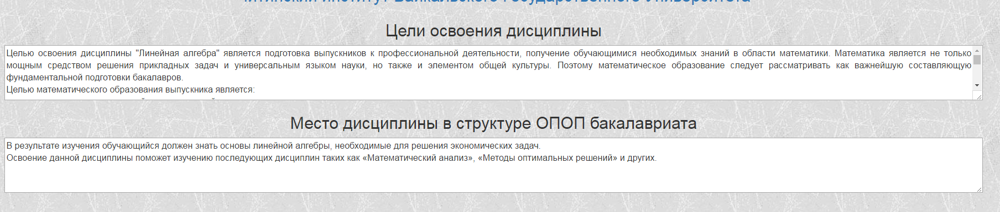 институт Байкальского Государственного Университета
Цели освоения дисциплины
Целью освоения дисциплины "Линейная алгебра" является подготовка выпускников к профессиональной деятельности, получение обучающимися необходимых знаний в области математики. Математика является не только
мощным средством решения прикладных задач и универсальным языком науки, но также и элементом общей культуры. Поэтому математическое образование следует рассматривать как важнейшую составляющую
фундаментальной подготовки бакалавров.
Целью математического образования выпускника является:
Место дисциплины в структуре ОПОП бакалавриата
В результате изучения обучающийся должен знать основы линейной алгебры, необходимые для решения экономических задач.
Освоение данной дисциплины поможет изучению последующих дисциплин таких как «Математический анализ», «Методы оптимальных решений» и других.